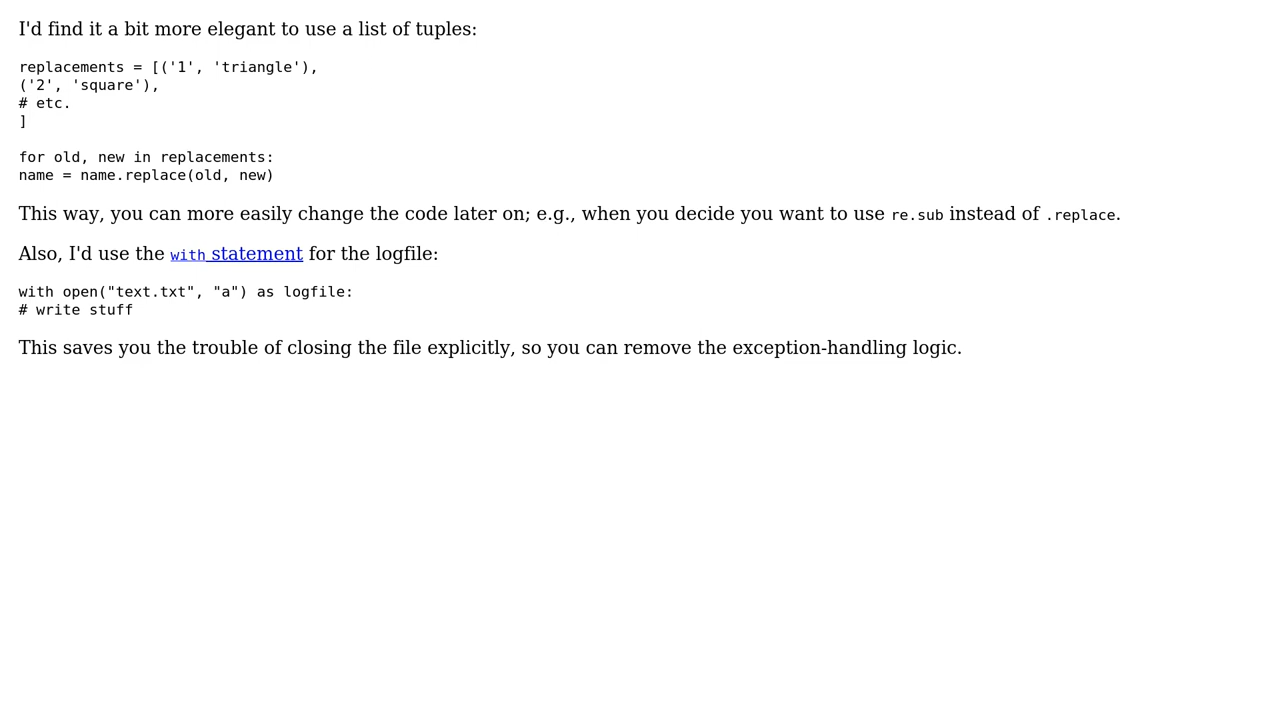 I'd find it a bit more elegant to use a list of tuples:
replacements = [('1', 'triangle'),
('2', 'square'),
# etc.
]
for old, new in replacements:
name = name.replace(old, new)
This way, you can more easily change the code later on; e.g., when you decide you want to use re.sub instead of .replace.
Also, I'd use the with statement for the logfile:
with open("text.txt", "a") as logfile:
# write stuff
This saves you the trouble of closing the file explicitly, so you can remove the exception-handling logic.